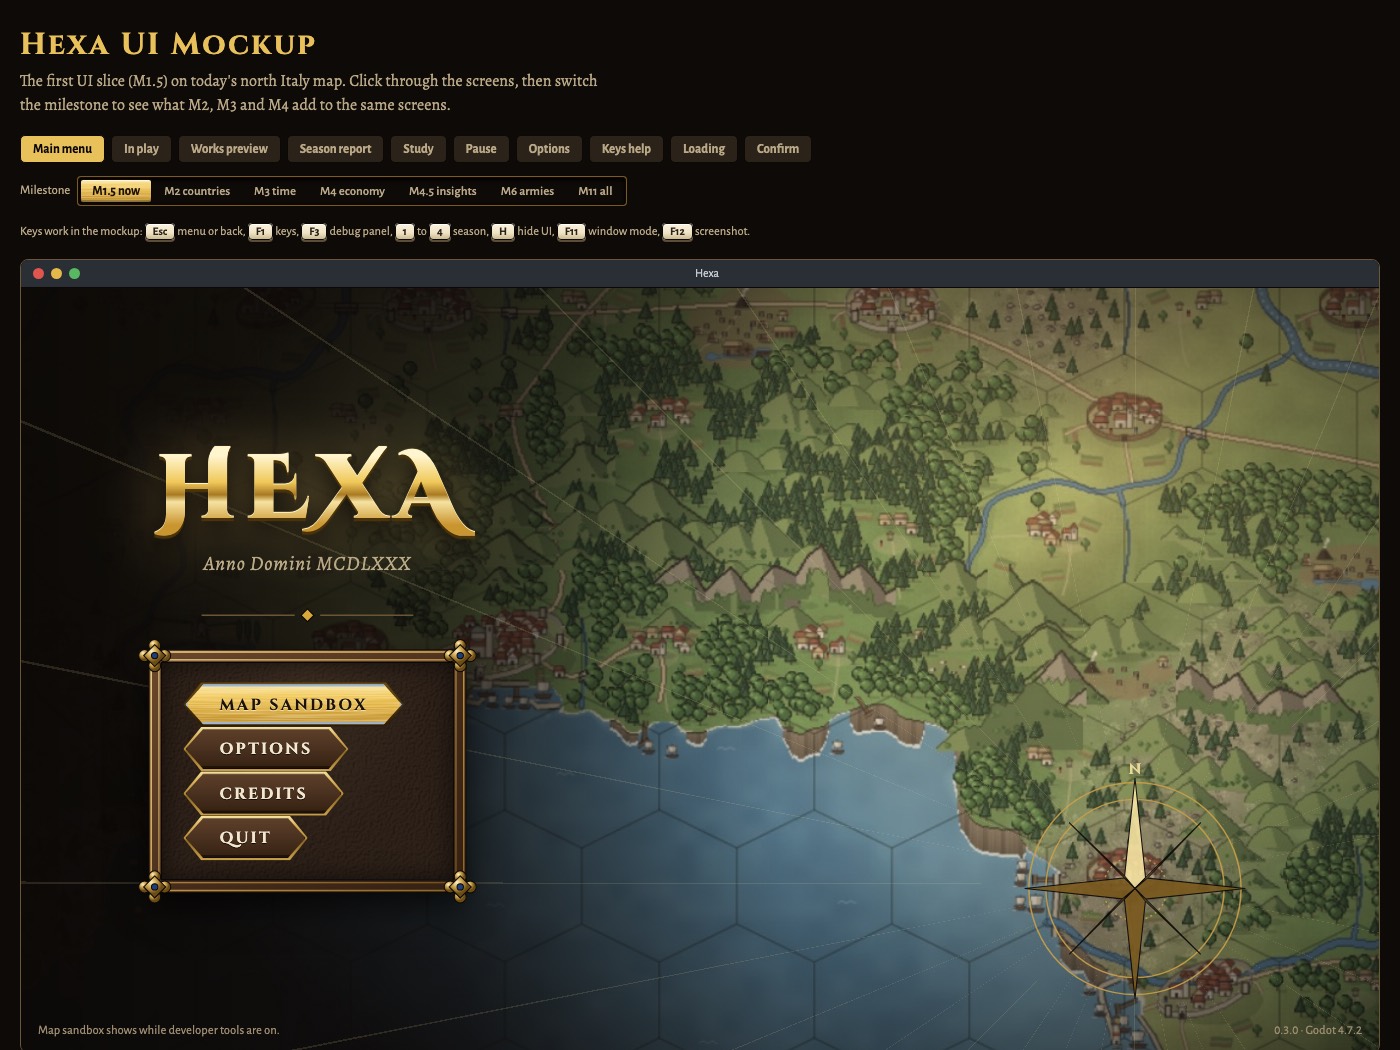 Hexa UI Mockup
The first UI slice (M1.5) on today's north Italy map. Click through the screens, then switch
the milestone to see what M2, M3 and M4 add to the same screens.
Main menu In play Works preview Season report Study Pause Options Keys help Loading Confirm
Milestone M1.5 now M2 countries M3 time M4 economy M4.5 insights M6 armies M11 all
Keys work in the mockup: Esc menu or back, F1 keys, F3 debug panel, 1 to 4 season, H hide UI, F11 window mode, F12 screenshot.
Hexa
HEXA
Anno Domini MCDLXXX
MAP SANDBOX
OPTIONS
CREDITS
QUIT
N
Map sandbox shows while developer tools are on.
0.3.0 · Godot 4.7.2